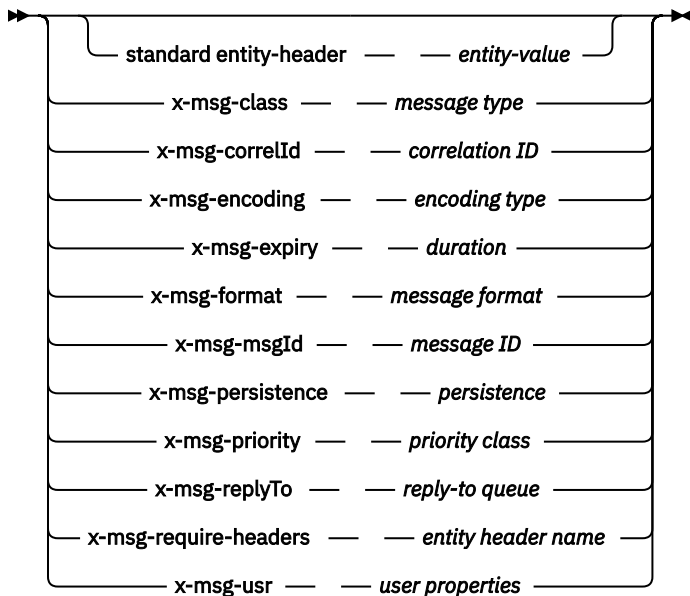 standard entity-header entity-value
x-msg-class message type
x-msg-correlId correlation ID
x-msg-encoding encoding type
x-msg-expiry duration
x-msg-format message format
x-msg-msgId message ID
x-msg-persistence persistence
x-msg-priority priority class
x-msg-replyTo reply-to queue
x-msg-require-headers entity header name
x-msg-usr user properties